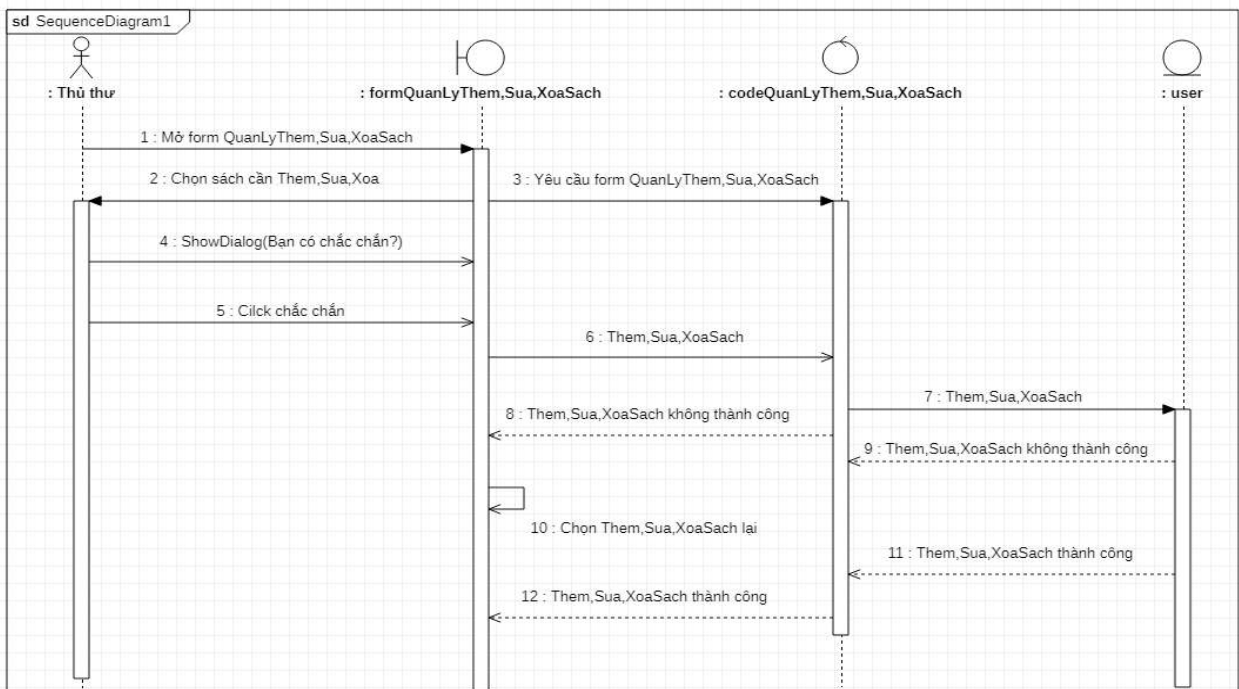 sd SequenceDiagram1
: Thủ thư
: formQuanLyThem,Sua,XoaSach
: codeQuanLyThem,Sua,XoaSach
: user
1 : Mở form QuanLyThem,Sua,XoaSach
2 : Chọn sách cần Them,Sua,Xoa
3 : Yêu cầu form QuanLyThem,Sua,XoaSach
4 : ShowDialog(Bạn có chắc chắn?)
5 : Cilck chắc chắn
6 : Them,Sua,XoaSach
7 : Them,Sua,XoaSach
8 : Them,Sua,XoaSach không thành công
9 : Them,Sua,XoaSach không thành công
10 : Chọn Them,Sua,XoaSach lại
11 : Them,Sua,XoaSach thành công
12 : Them,Sua,XoaSach thành công